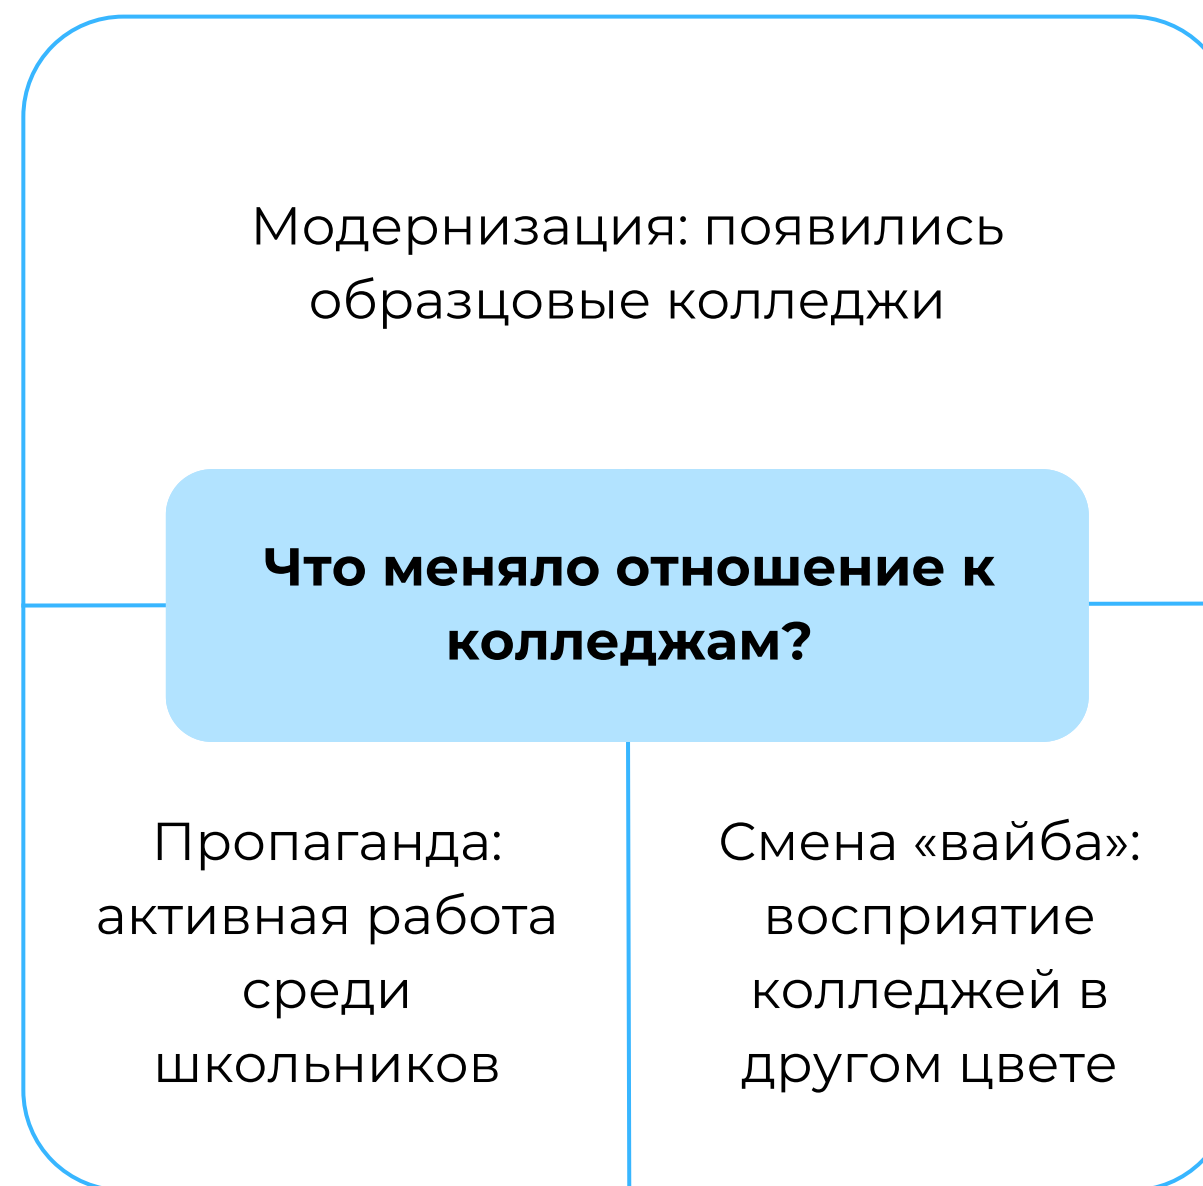 Модернизация: появились
образцовые колледжи
Что меняло отношение к
колледжам?
Пропаганда:
активная работа
среди
школьников
Смена «вайба»:
восприятие
колледжей в
другом цвете